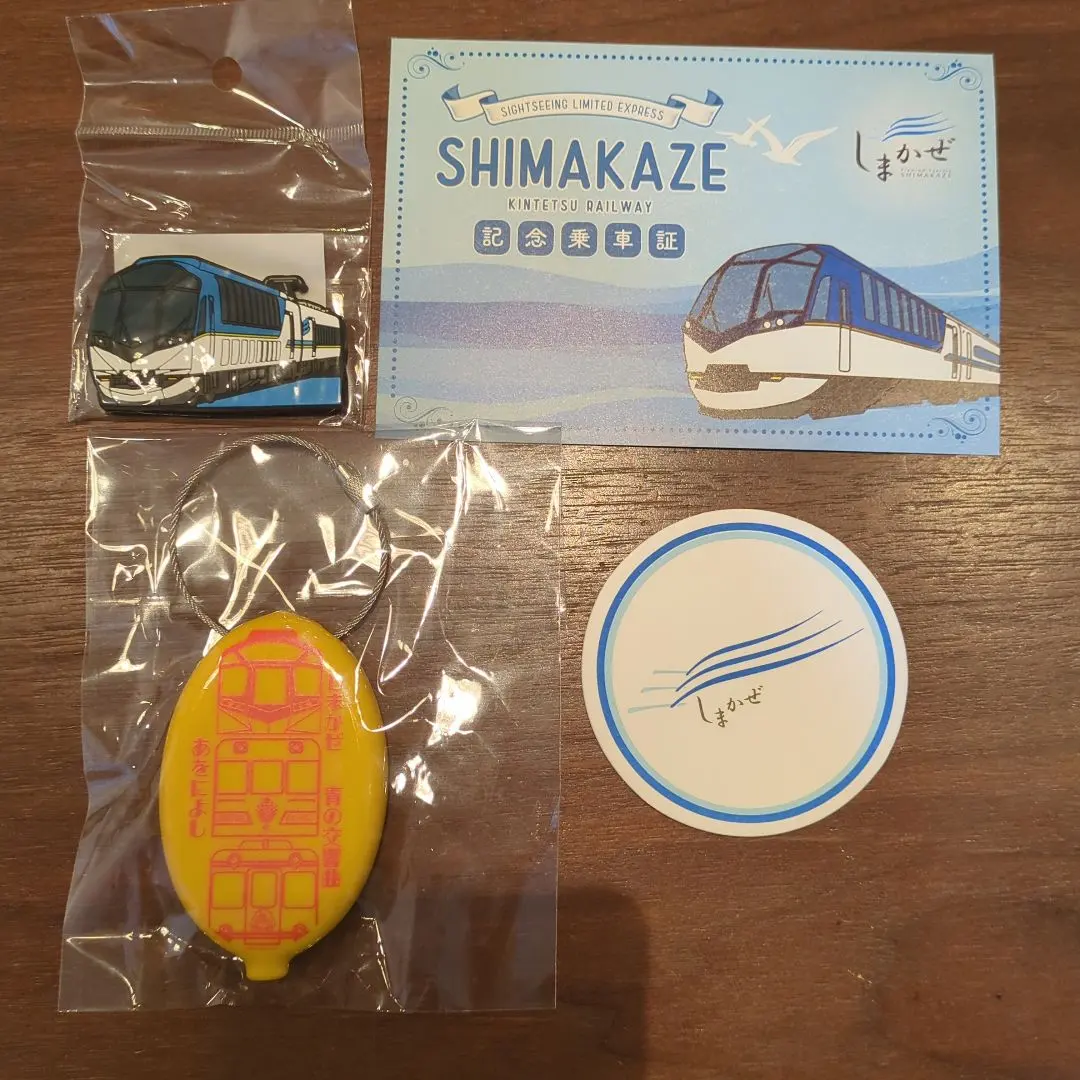 SIGHTSEEING LIMITED EXPRESS
SHIMAKAZE
KINTETSU RAILWAY
記念乗車証
しまかぜ
SHIMAKAZE
しまかぜ
あをによし
青の交響曲
しまかぜ